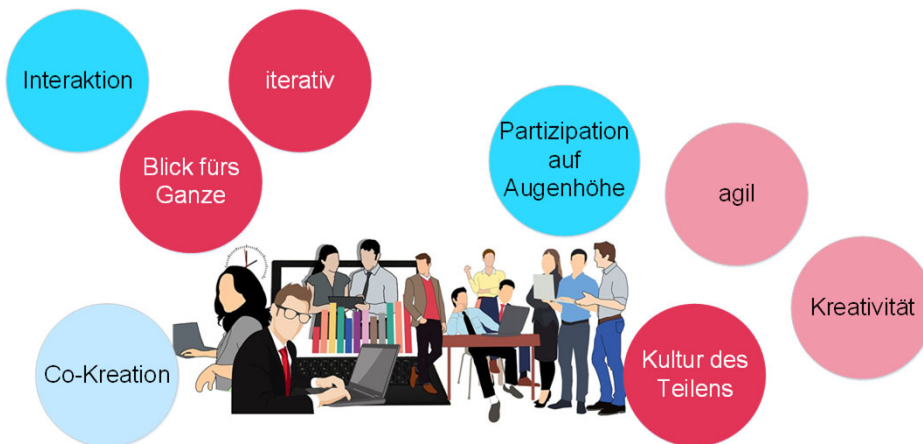 Interaktion
iterativ
Blick fürs
Ganze
Partizipation
auf
Augenhöhe
agil
Kreativität
Co-Kreation
Kultur des
Teilens